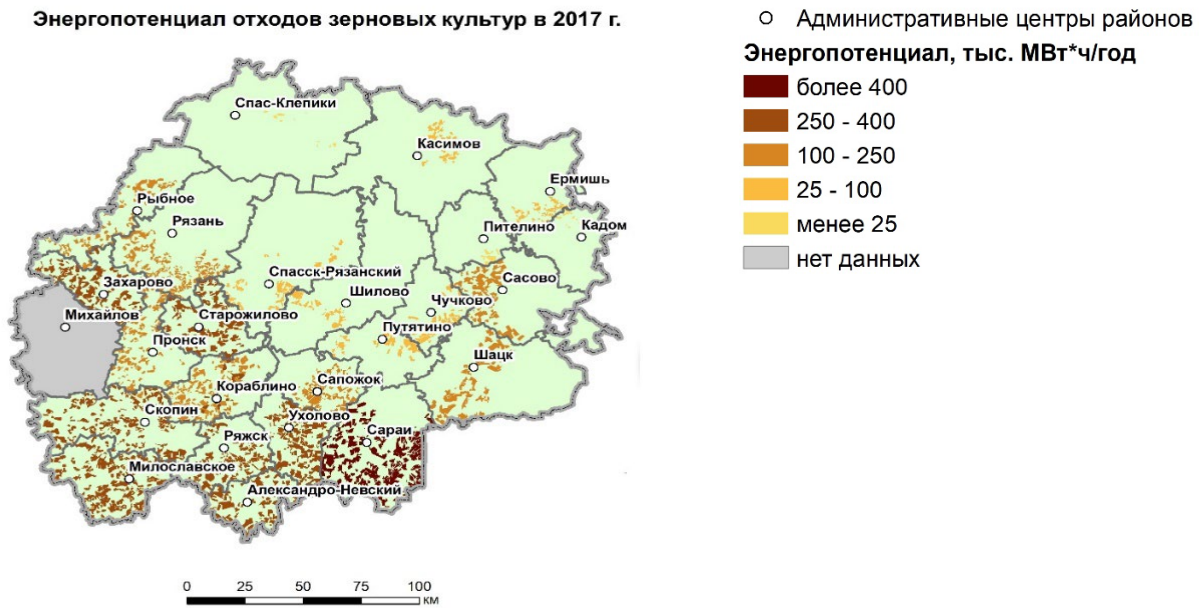 Энергопотенциал отходов зерновых культур в 2017 г.
Административные центры районов
Энергопотенциал, тыс. МВт*ч/год
более 400
250 - 400
100 - 250
25 - 100
менее 25
нет данных
Спас-Клепики
Касимов
Ермишь
Рыбное
Рязань
Пителино
Кадом
Спасск-Рязанский
Сасово
Захарово
Шилово
Чучково
Михайлов
Старожилово
Путятино
Пронск
Шацк
Кораблино
Сапожок
Скопин
Ухолово
Сараи
Ряжск
Милославское
Александро-Невский
0 25 50 75 100
км